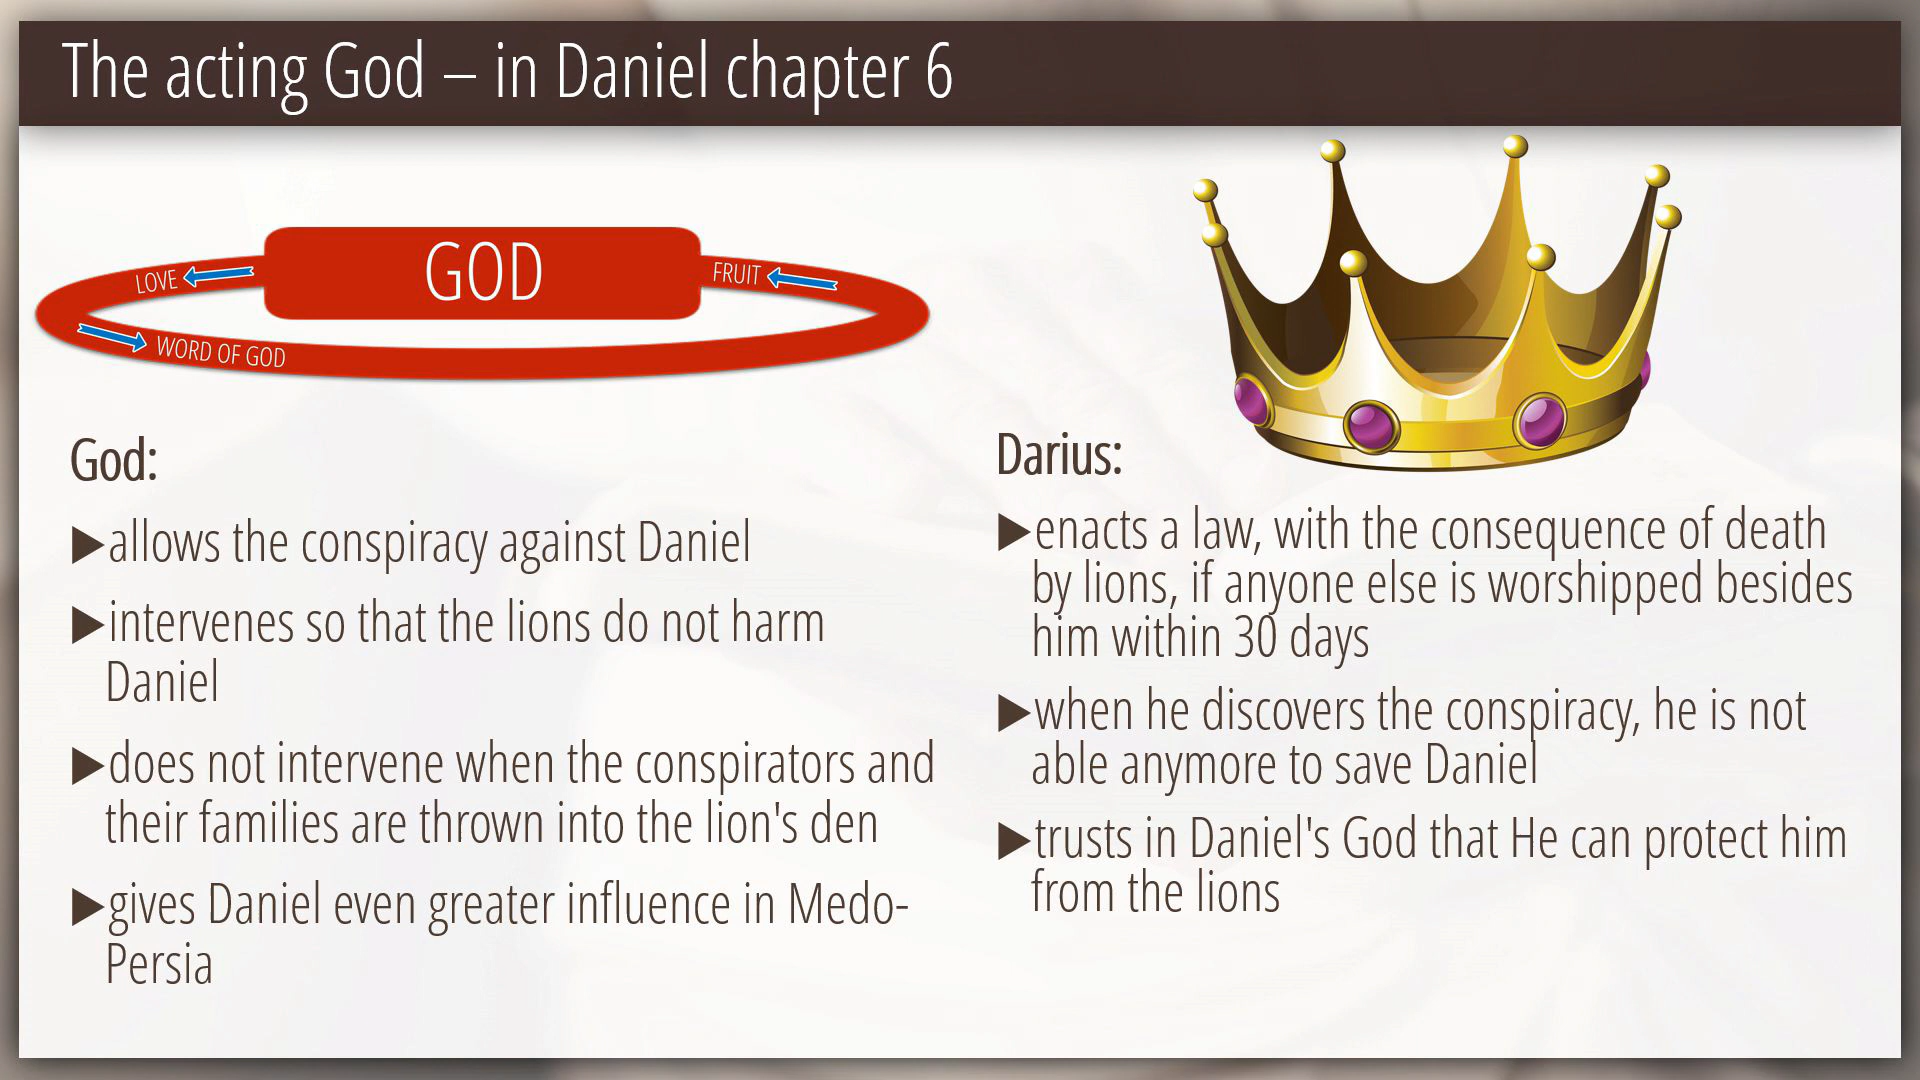 The acting God – in Daniel chapter 6
GOD
LOVE
FRUIT
WORD OF GOD
God:
▶allows the conspiracy against Daniel
▶intervenes so that the lions do not harm
Daniel
▶does not intervene when the conspirators and
their families are thrown into the lion's den
▶gives Daniel even greater influence in Medo-
Persia
Darius:
▶enacts a law, with the consequence of death
by lions, if anyone else is worshipped besides
him within 30 days
▶when he discovers the conspiracy, he is not
able anymore to save Daniel
▶trusts in Daniel's God that He can protect him
from the lions